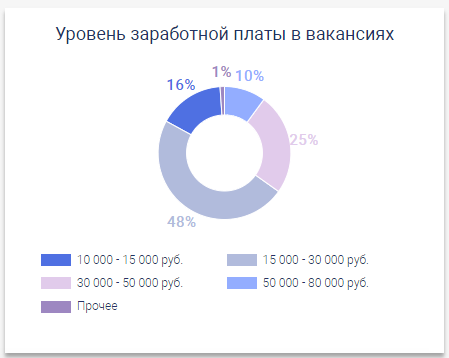 Уровень заработной платы в вакансиях
1%
10%
16%
25%
48%
10 000 - 15 000 руб.
15 000 - 30 000 руб.
30 000 - 50 000 руб.
50 000 - 80 000 руб.
Прочее